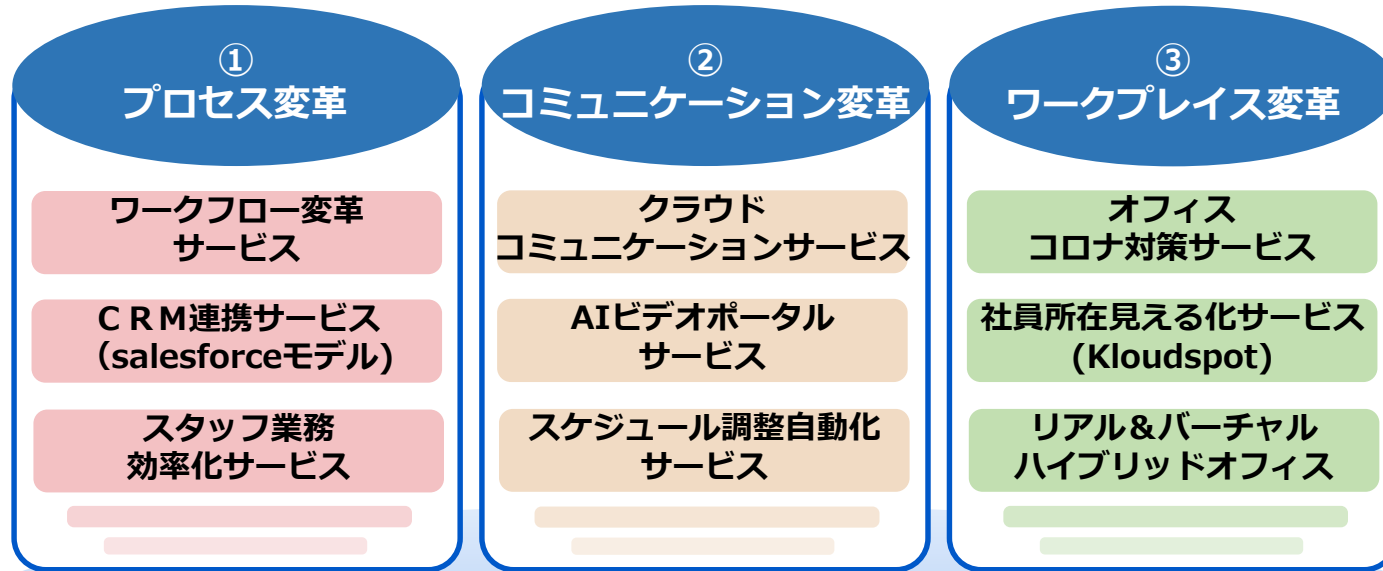 ①
プロセス変革
ワークフロー変革
サービス
ＣＲＭ連携サービス
（salesforceモデル)
スタッフ業務
効率化サービス
②
コミュニケーション変革
クラウド
コミュニケーションサービス
AIビデオポータル
サービス
スケジュール調整自動化
サービス
③
ワークプレイス変革
オフィス
コロナ対策サービス
社員所在見える化サービス
(Kloudspot)
リアル＆バーチャル
ハイブリッドオフィス